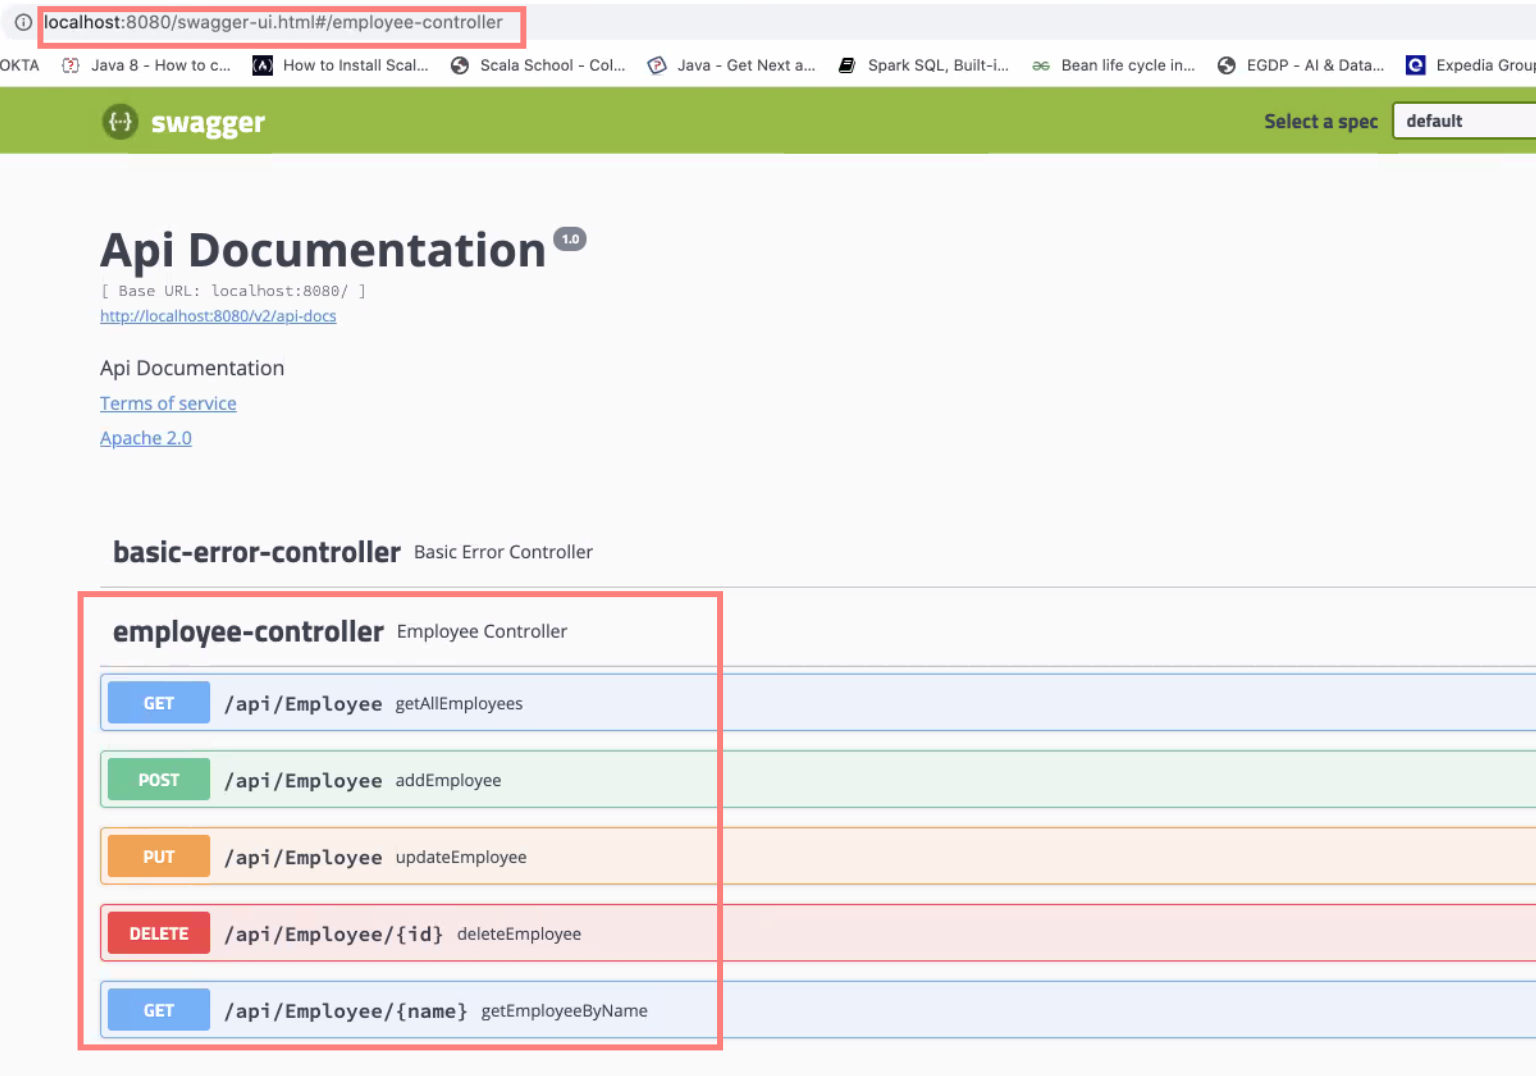 localhost:8080/swagger-ui.html#/employee-controller
OKTA Java 8 - How to c... How to Install Scal... Scala School - Col... Java - Get Next a... Spark SQL, Built-i... Bean life cycle in... EGDP - AI & Data... Expedia Group
{···} swagger Select a spec default
Api Documentation 1.0
[ Base URL: localhost:8080/ ]
http://localhost:8080/v2/api-docs
Api Documentation
Terms of service
Apache 2.0
basic-error-controller Basic Error Controller
employee-controller Employee Controller
GET /api/Employee getAllEmployees
POST /api/Employee addEmployee
PUT /api/Employee updateEmployee
DELETE /api/Employee/{id} deleteEmployee
GET /api/Employee/{name} getEmployeeByName